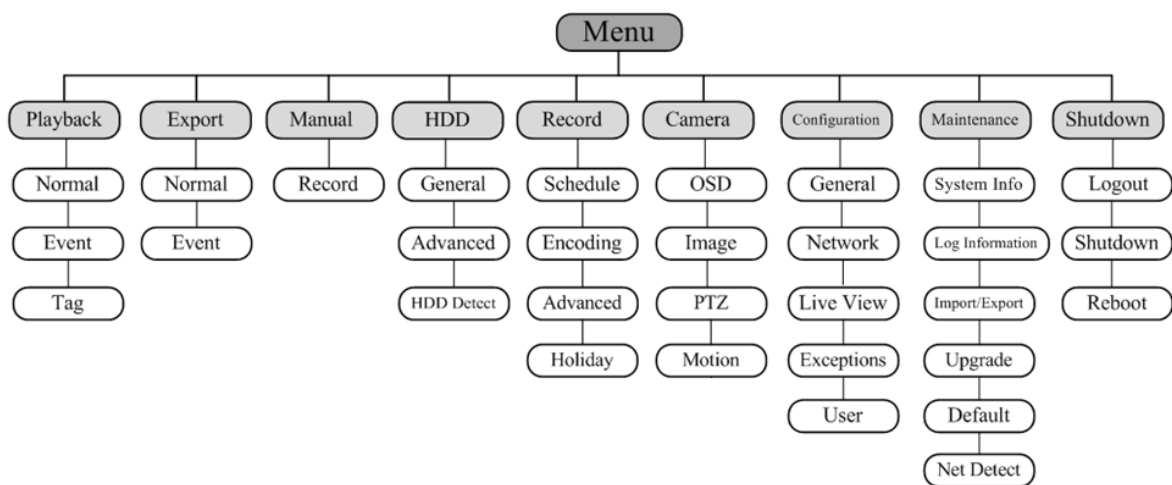 Menu
Playback Export Manual HDD Record Camera Configuration Maintenance Shutdown
Normal Normal Record General Schedule OSD General System Info Logout
Event Event Advanced Encoding Image Network Log Information Shutdown
Tag HDD Detect Advanced PTZ Live View Import/Export Reboot
Holiday Motion Exceptions Upgrade
User Default
Net Detect